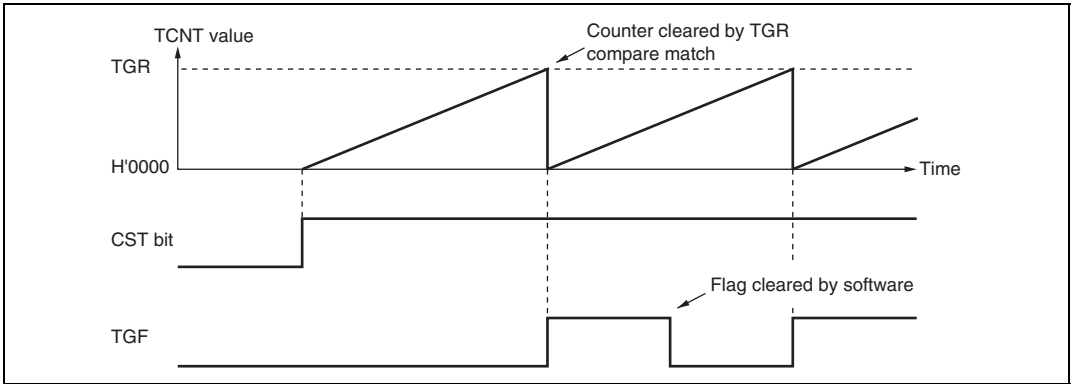 TCNT value
Counter cleared by TGR
compare match
TGR
H'0000
Time
CST bit
Flag cleared by software
TGF